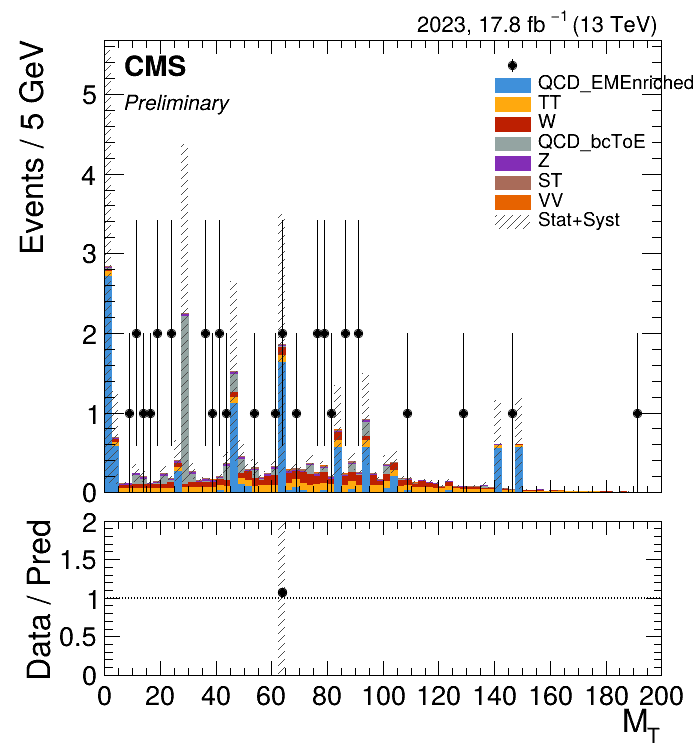 2023, 17.8 fb⁻¹ (13 TeV)
CMS
Preliminary
QCD_EMEnriched
TT
W
QCD_bcToE
Z
ST
VV
Stat+Syst
Events / 5 GeV
5
4
3
2
1
0
Data / Pred
2
1.5
1
0.5
0
0 20 40 60 80 100 120 140 160 180 200
M_T